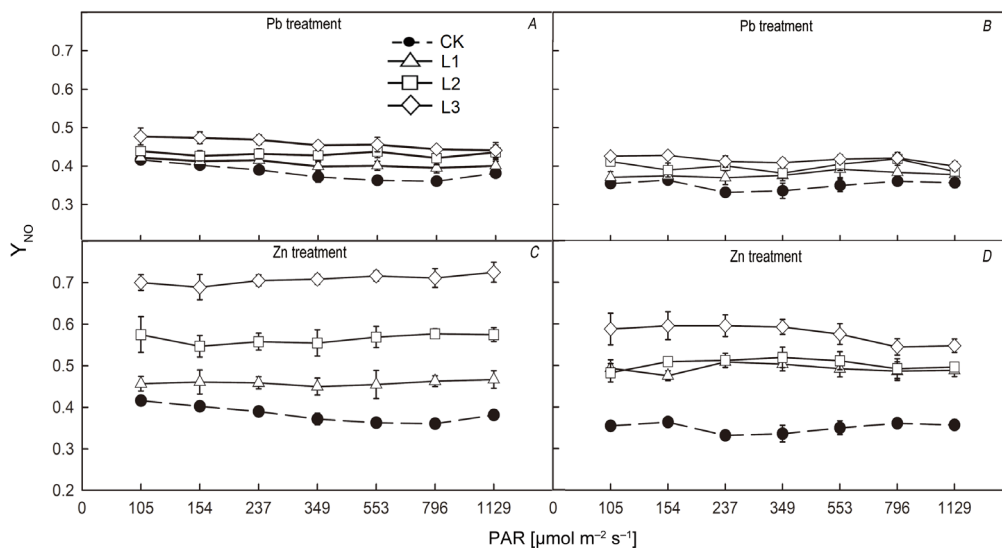 Pb treatment A
CK
L1
L2
L3
Pb treatment B
0.7
0.6
0.5
0.4
0.3
Y_NO
Zn treatment C
Zn treatment D
0.7
0.6
0.5
0.4
0.3
0.2
0 105 154 237 349 553 796 1129 0 105 154 237 349 553 796 1129
PAR [µmol m⁻² s⁻¹]